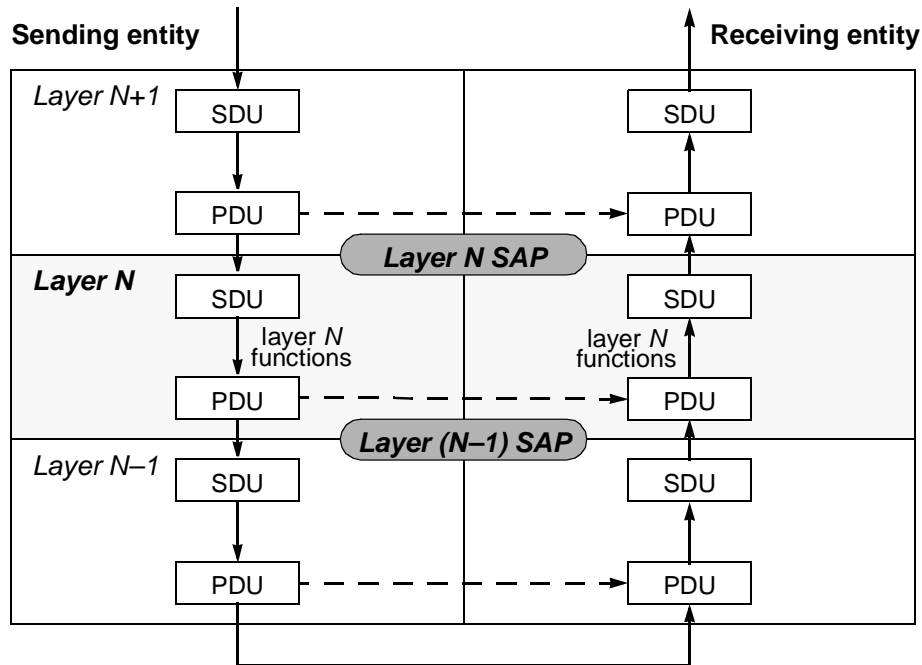 Sending entity
Receiving entity
Layer N+1
SDU
SDU
PDU
PDU
Layer N SAP
Layer N
SDU
SDU
layer N
functions
layer N
functions
PDU
PDU
Layer (N–1) SAP
Layer N–1
SDU
SDU
PDU
PDU